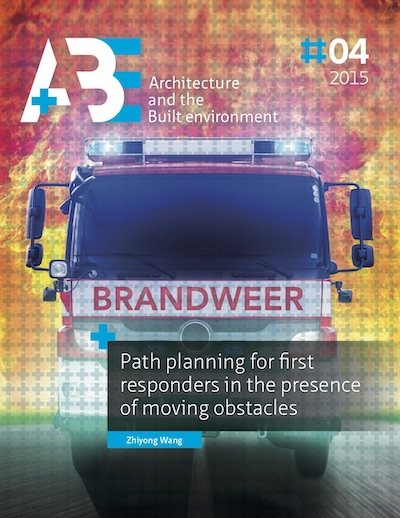 A+BE
Architecture
and the
Built environment
#04
2015
BRANDWEER
Path planning for first
responders in the presence
of moving obstacles
Zhiyong Wang